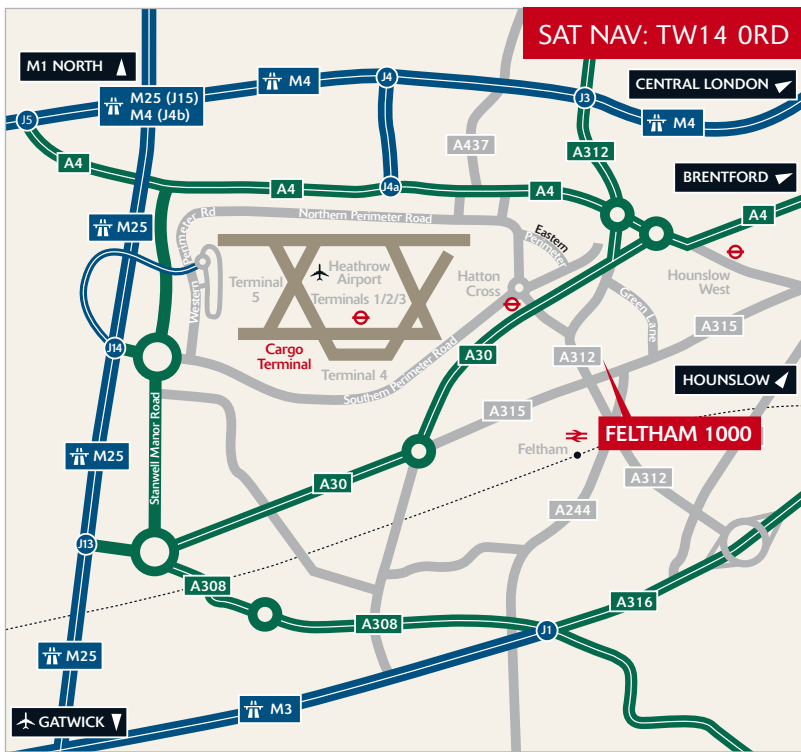 SAT NAV: TW14 0RD
M1 NORTH
J4
M4
CENTRAL LONDON
M25 (J15)
M4 (J4b)
J3
J5
M4
A437
A312
A4
J4a
A4
A4
BRENTFORD
Northern Perimeter Road
A4
M25
Western Perimeter Rd
Eastern
Perimeter
Hounslow
West
Terminal
5
Heathrow
Airport
Terminals 1/2/3
Hatton
Cross
Green Lane
A315
J14
Cargo
Terminal
A30
A312
Terminal 4
Southern Perimeter Road
HOUNSLOW
A315
Stanwell Manor Road
FELTHAM 1000
M25
Feltham
A30
A312
A244
J13
A308
A316
A308
J1
M25
M3
GATWICK